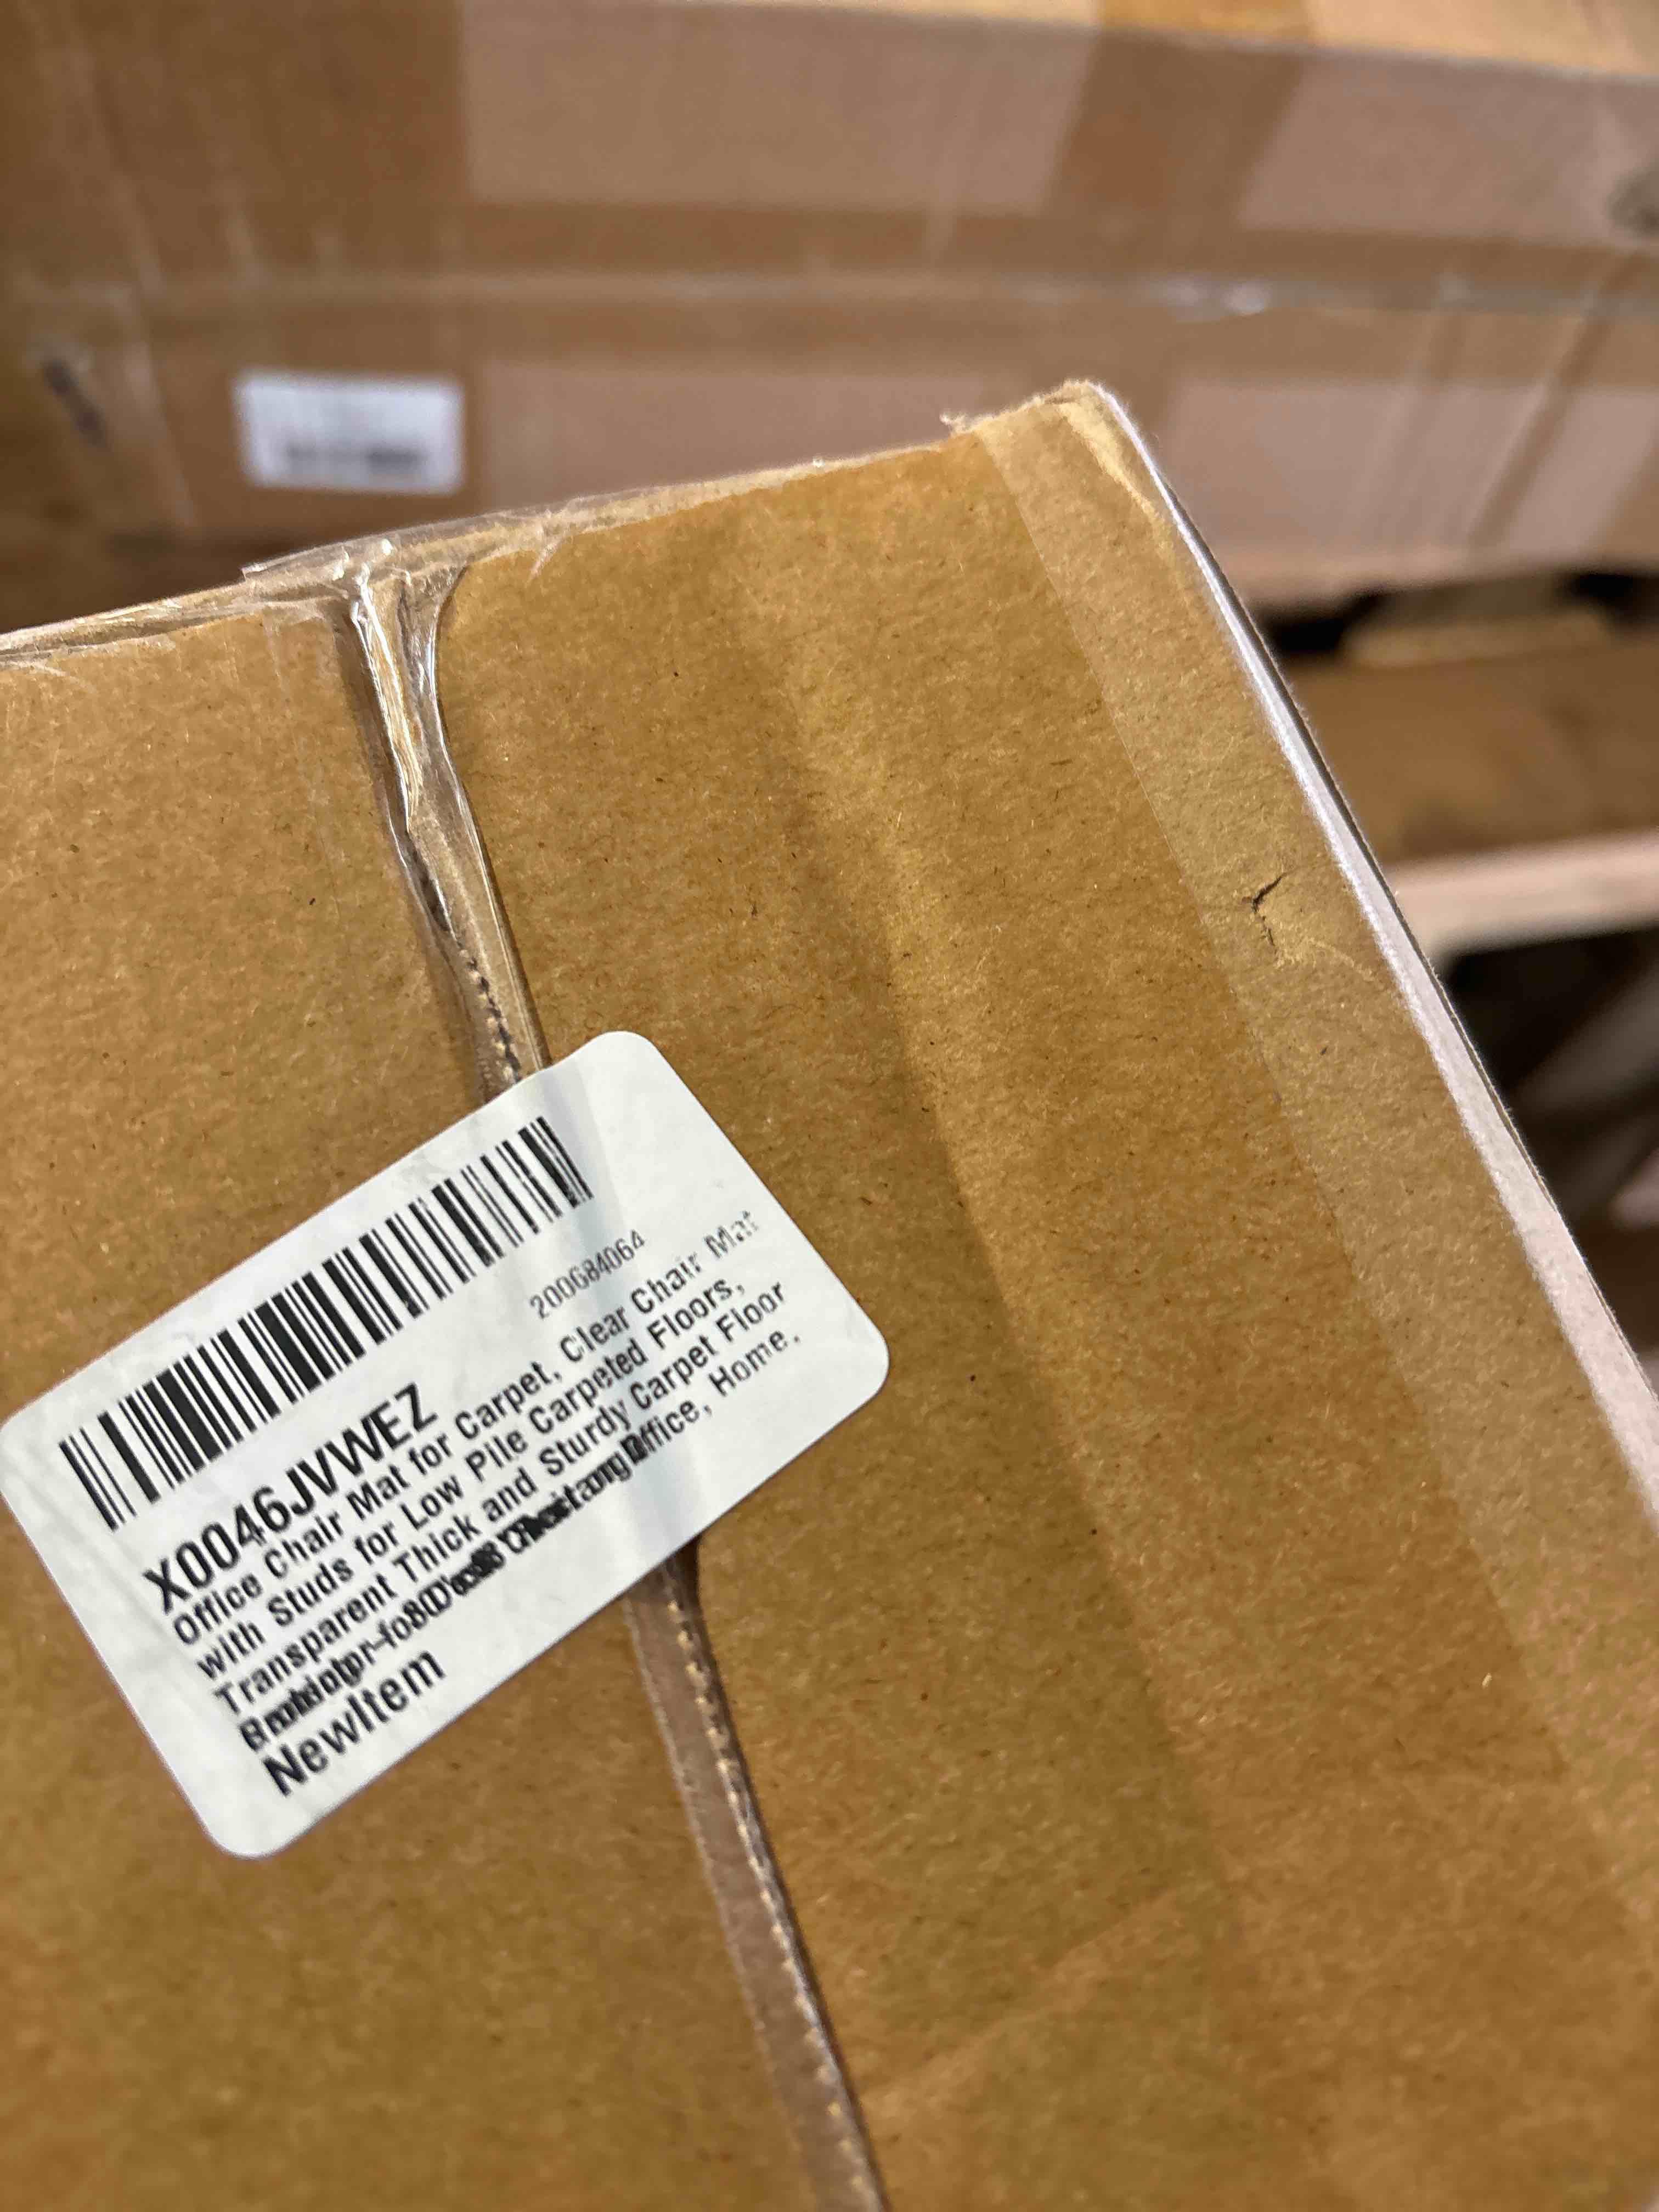 X0046JVWEZ
200684064
Office Chair Mat for Carpet, Clear Chair Mat
with Studs for Low Pile Carpeted Floors,
Transparent Thick and Sturdy Carpet Floor
Office, Home,
NewItem